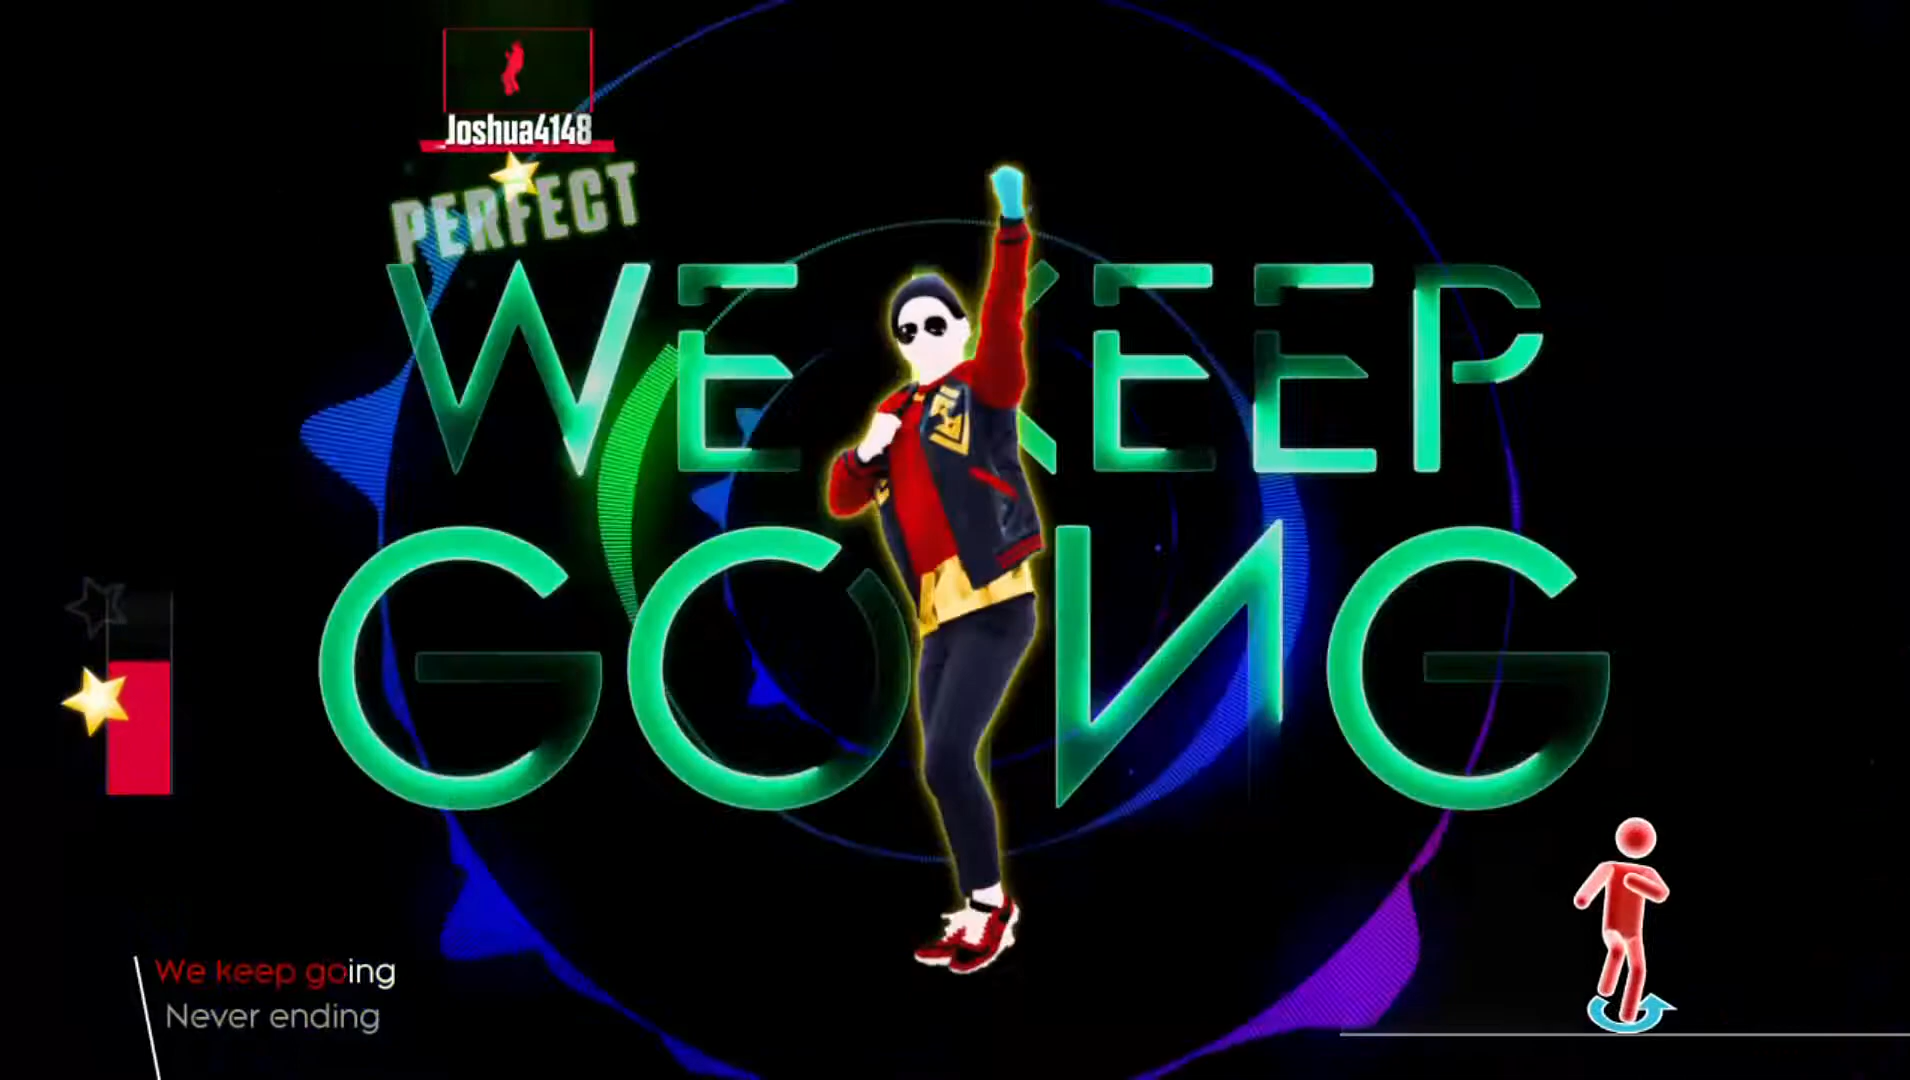 Joshua4148
PERFECT
WE KEEP
GOING
We keep going
Never ending